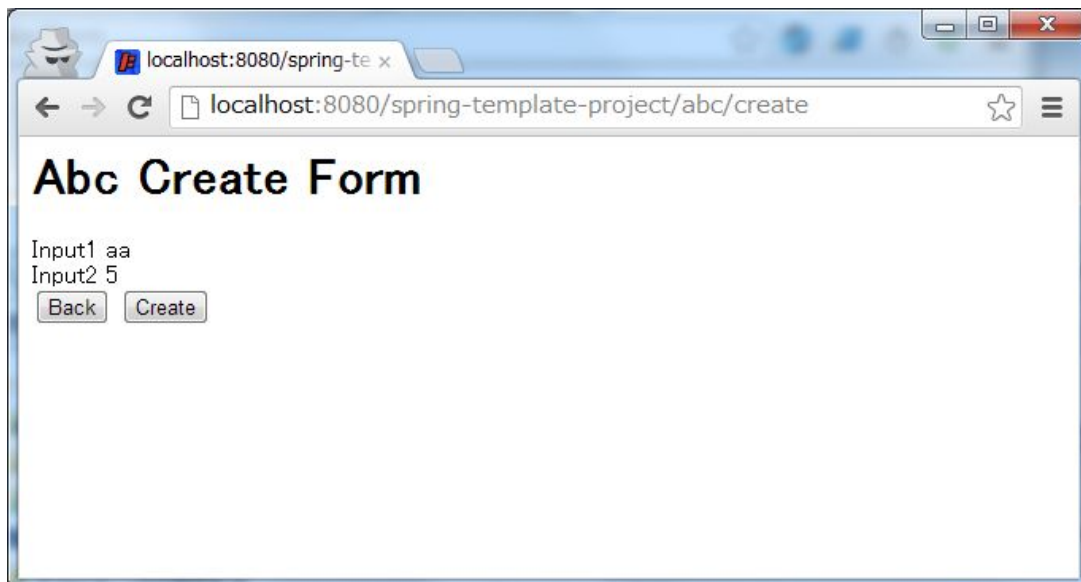 localhost:8080/spring-te
localhost:8080/spring-template-project/abc/create
Abc Create Form
Input1 aa
Input2 5
Back Create